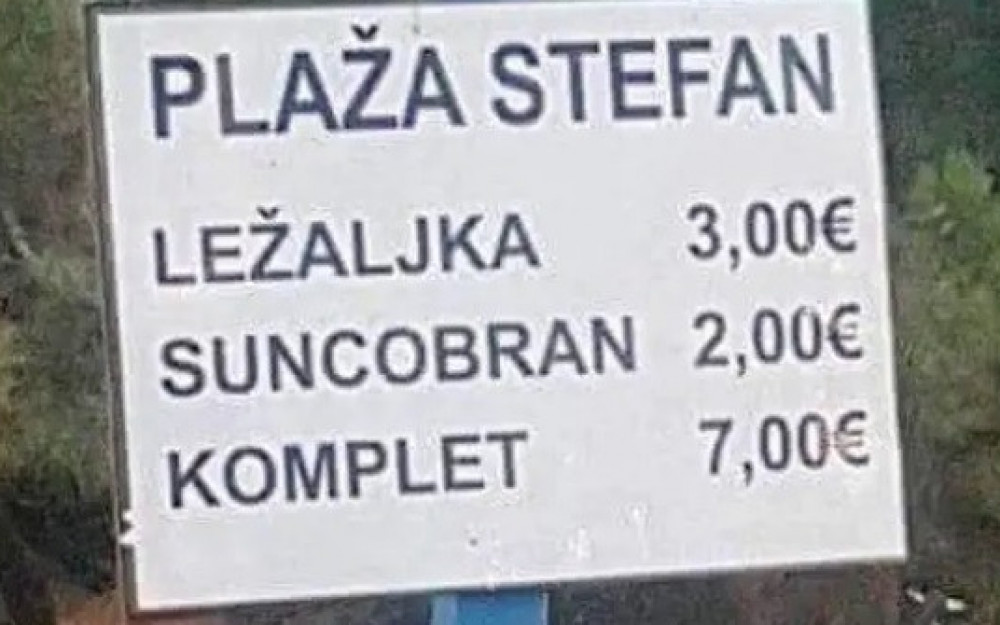 PLAŽA STEFAN
LEŽALJKA 3,00€
SUNCOBRAN 2,00€
KOMPLET 7,00€